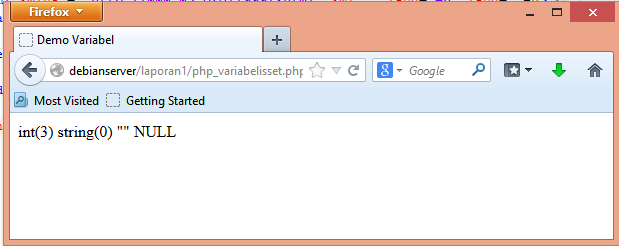 Firefox
Demo Variabel
debianserver/laporan1/php_variabelisset.php
Google
Most Visited
Getting Started
int(3) string(0) "" NULL